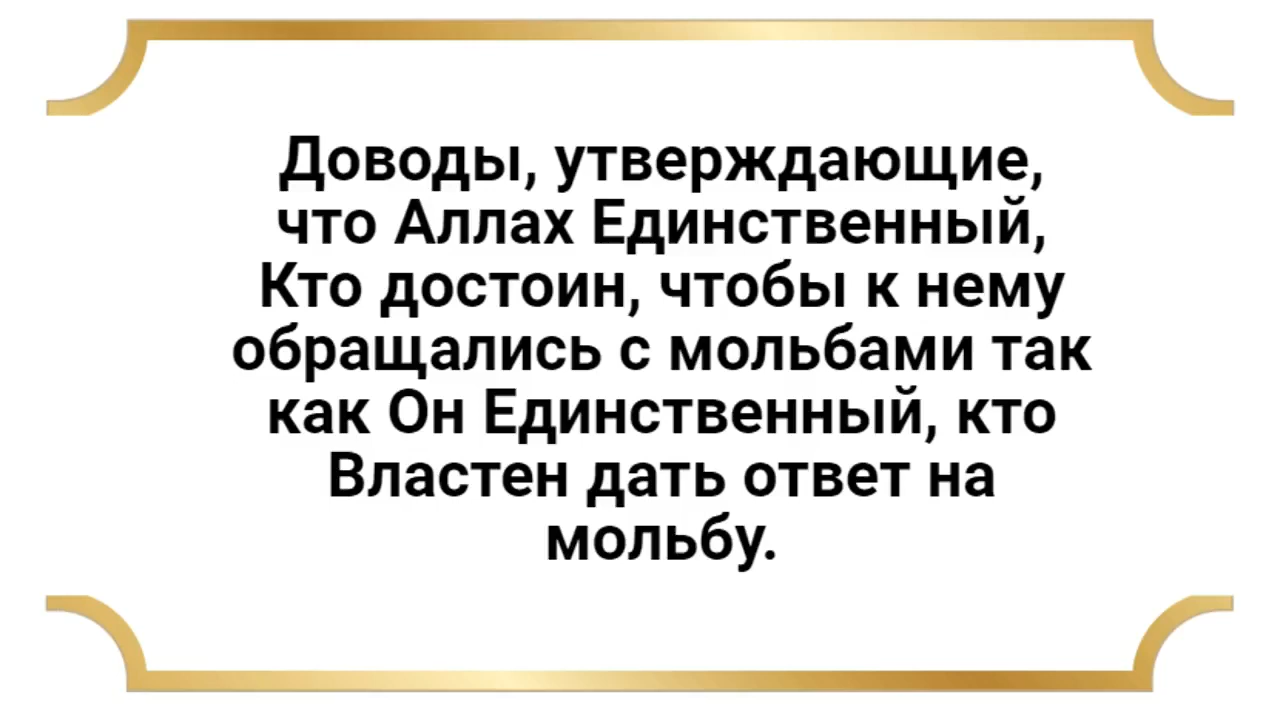 Доводы, утверждающие,
что Аллах Единственный,
Кто достоин, чтобы к нему
обращались с мольбами так
как Он Единственный, кто
Властен дать ответ на
мольбу.